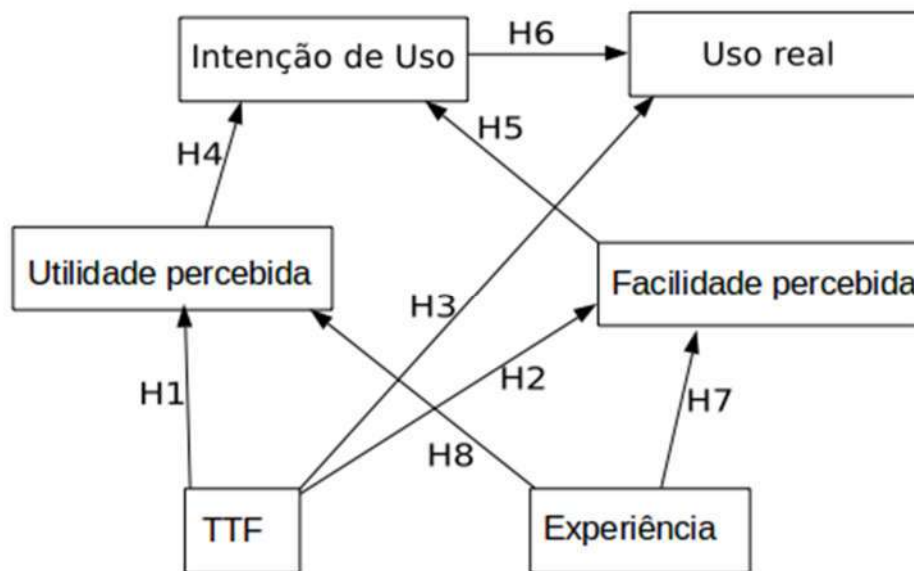 Intenção de Uso
H6
Uso real
H5
H4
Utilidade percebida
Facilidade percebida
H3
H2
H1
H7
H8
TTF
Experiência